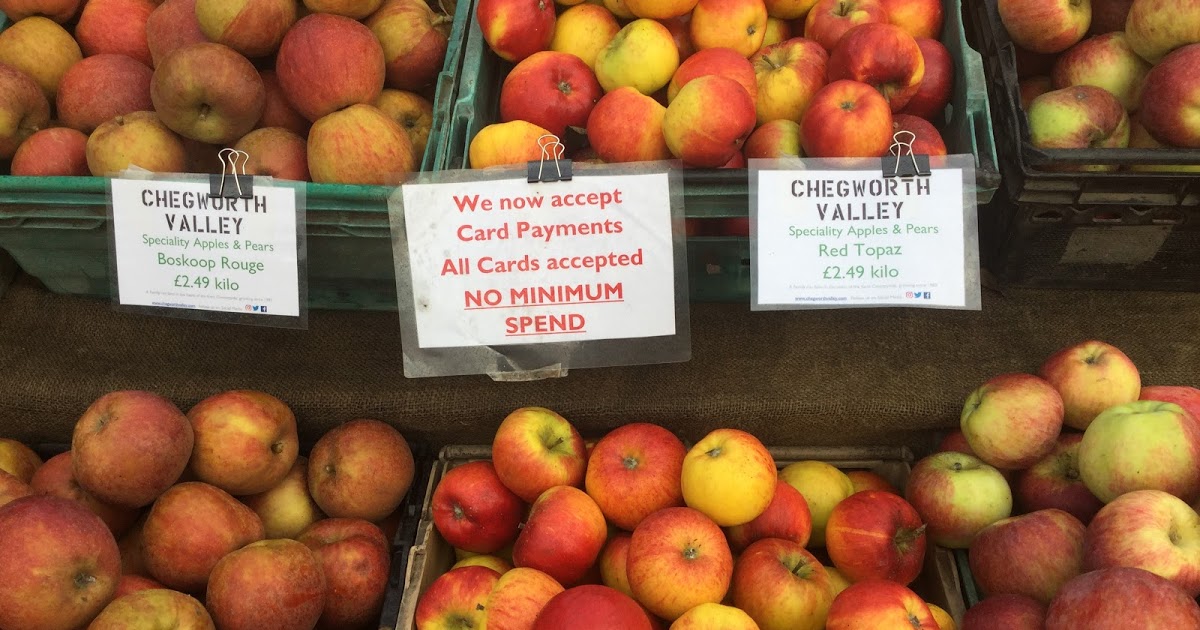 CHEGWORTH
VALLEY
Speciality Apples & Pears
Boskoop Rouge
£2.49 kilo
We now accept
Card Payments
All Cards accepted
NO MINIMUM
SPEND
CHEGWORTH
VALLEY
Speciality Apples & Pears
Red Topaz
£2.49 kilo